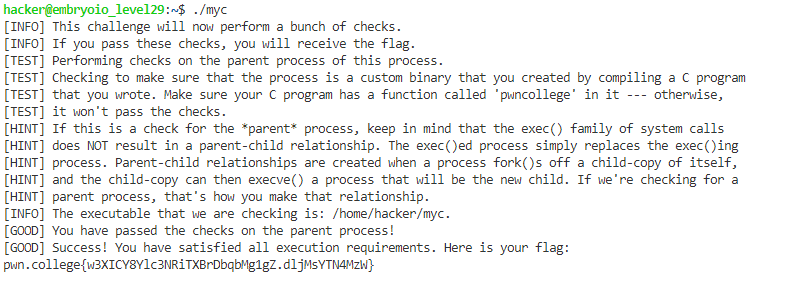 hacker@embryoio_level29:~$ ./myc
[INFO] This challenge will now perform a bunch of checks.
[INFO] If you pass these checks, you will receive the flag.
[TEST] Performing checks on the parent process of this process.
[TEST] Checking to make sure that the process is a custom binary that you created by compiling a C program
[TEST] that you wrote. Make sure your C program has a function called 'pwncollege' in it --- otherwise,
[TEST] it won't pass the checks.
[HINT] If this is a check for the *parent* process, keep in mind that the exec() family of system calls
[HINT] does NOT result in a parent-child relationship. The exec()ed process simply replaces the exec()ing
[HINT] process. Parent-child relationships are created when a process fork()s off a child-copy of itself,
[HINT] and the child-copy can then execve() a process that will be the new child. If we're checking for a
[HINT] parent process, that's how you make that relationship.
[INFO] The executable that we are checking is: /home/hacker/myc.
[GOOD] You have passed the checks on the parent process!
[GOOD] Success! You have satisfied all execution requirements. Here is your flag:
pwn.college{w3XICY8Ylc3NRiTXBrDbqbMg1gZ.dljMsYTN4MzW}